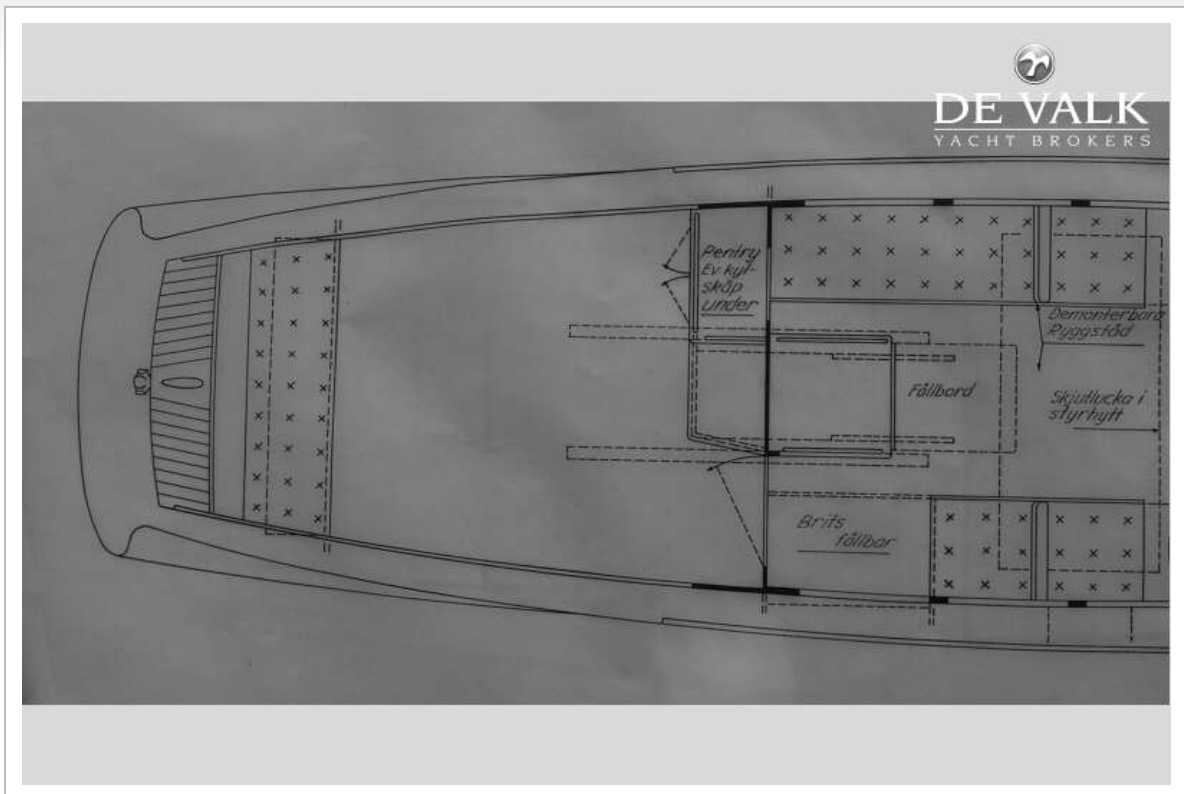 DE VALK
YACHT BROKERS
Pentry
Ev kyl-
skåp
under
Demonterbara
Ryggstöd
Fällbord
Skjutlucka i
styrhytt
Brits
fällbar